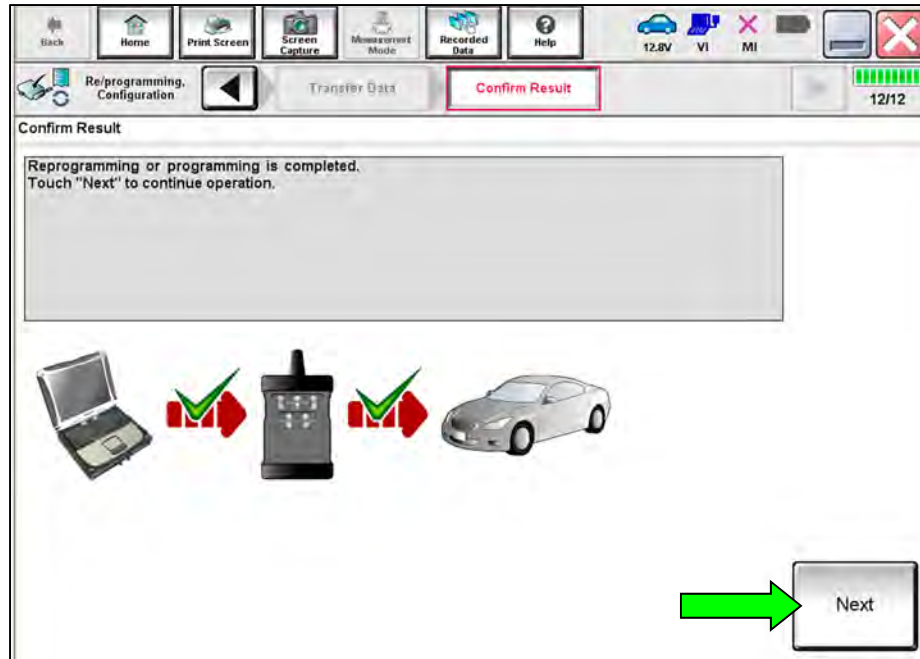 Back
Home
Print Screen
Screen
Capture
Measurement
Mode
Recorded
Data
Help
12.8V
VI
MI
Re/programming,
Configuration
Transfer Data
Confirm Result
12/12
Confirm Result
Reprogramming or programming is completed.
Touch "Next" to continue operation.
Next